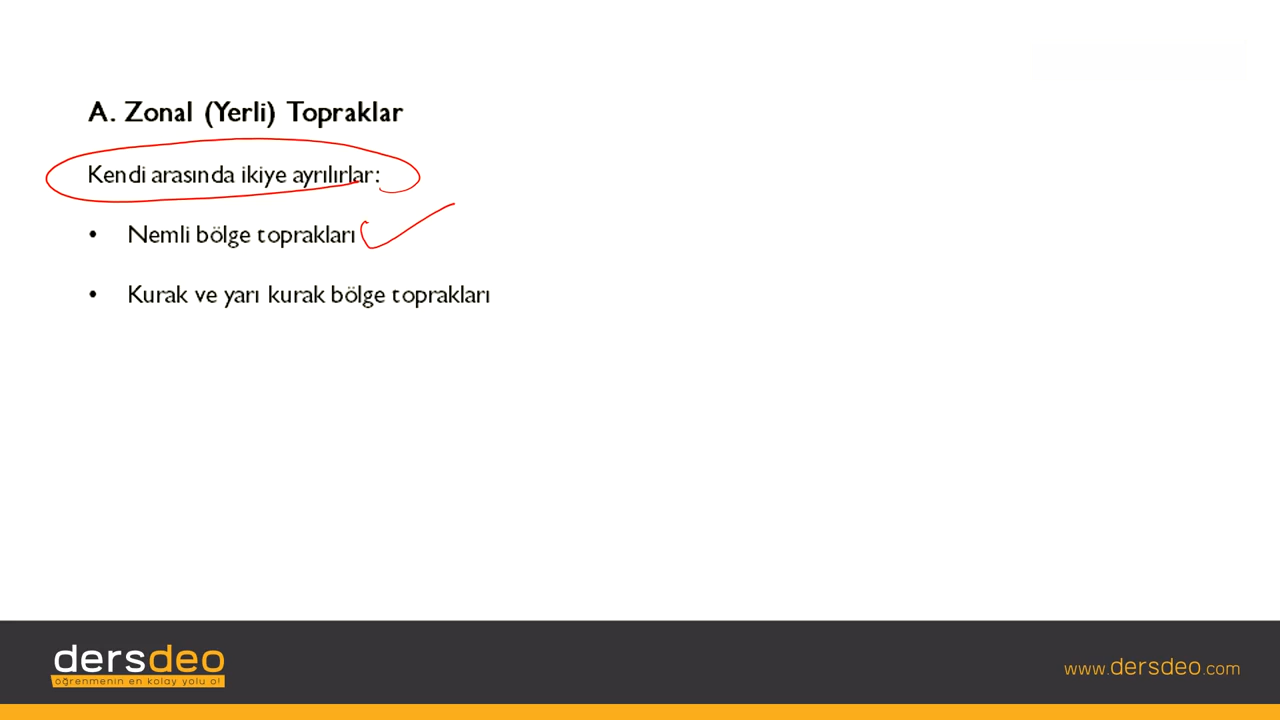 A. Zonal (Yerli) Topraklar
Kendi arasında ikiye ayrılırlar:
• Nemli bölge toprakları
• Kurak ve yarı kurak bölge toprakları
dersdeo
öğrenmenin en kolay yolu o!
www.dersdeo.com